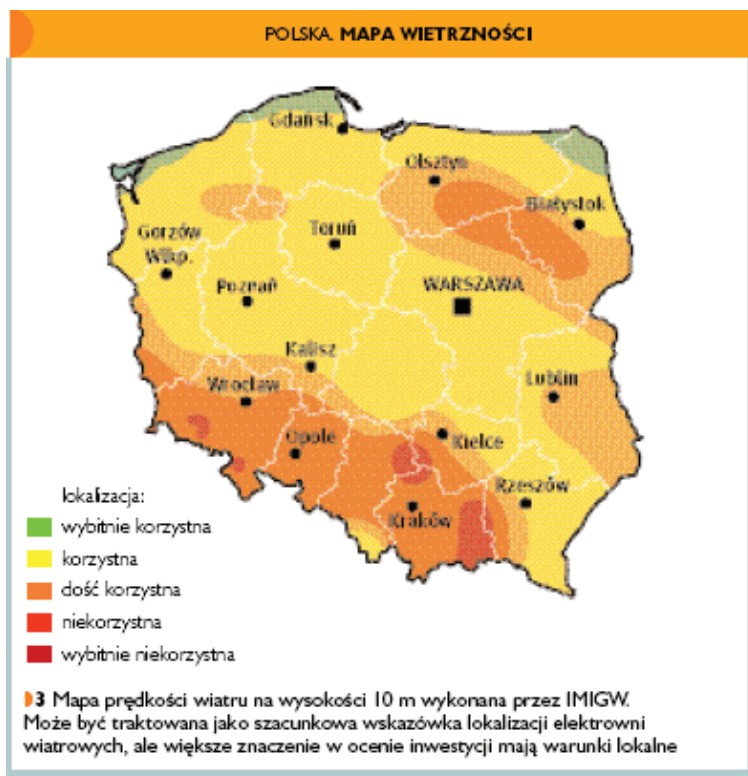 POLSKA. MAPA WIETRZNOŚCI
Gdańsk
Olsztyn
Białystok
Gorzów
Wlkp.
Toruń
Poznań
WARSZAWA
Kalisz
Wrocław
Lublin
Opole
Kielce
Rzeszów
Kraków
lokalizacja:
wybitnie korzystna
korzystna
dość korzystna
niekorzystna
wybitnie niekorzystna
3 Mapa prędkości wiatru na wysokości 10 m wykonana przez IMIGW.
Może być traktowana jako szacunkowa wskazówka lokalizacji elektrowni
wiatrowych, ale większe znaczenie w ocenie inwestycji mają warunki lokalne